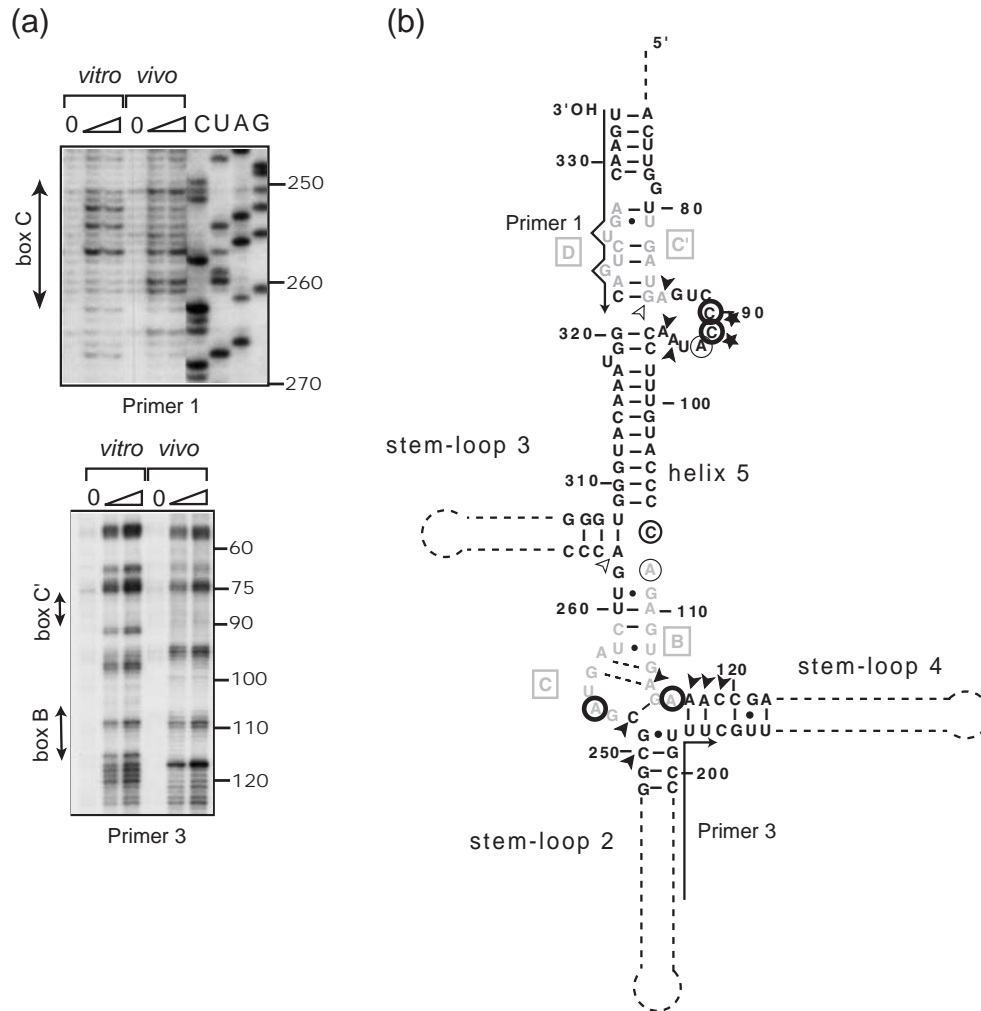 (a)
vitro vivo
0 0 C U A G
box C
250
260
270
Primer 1
vitro vivo
0 0
box C'
box B
60
75
90
100
110
120
Primer 3
(b)
5'
3'OH
330
Primer 1
D
C'
80
90
320
100
stem-loop 3
helix 5
310
260
110
B
C
120
stem-loop 4
250
200
stem-loop 2
Primer 3